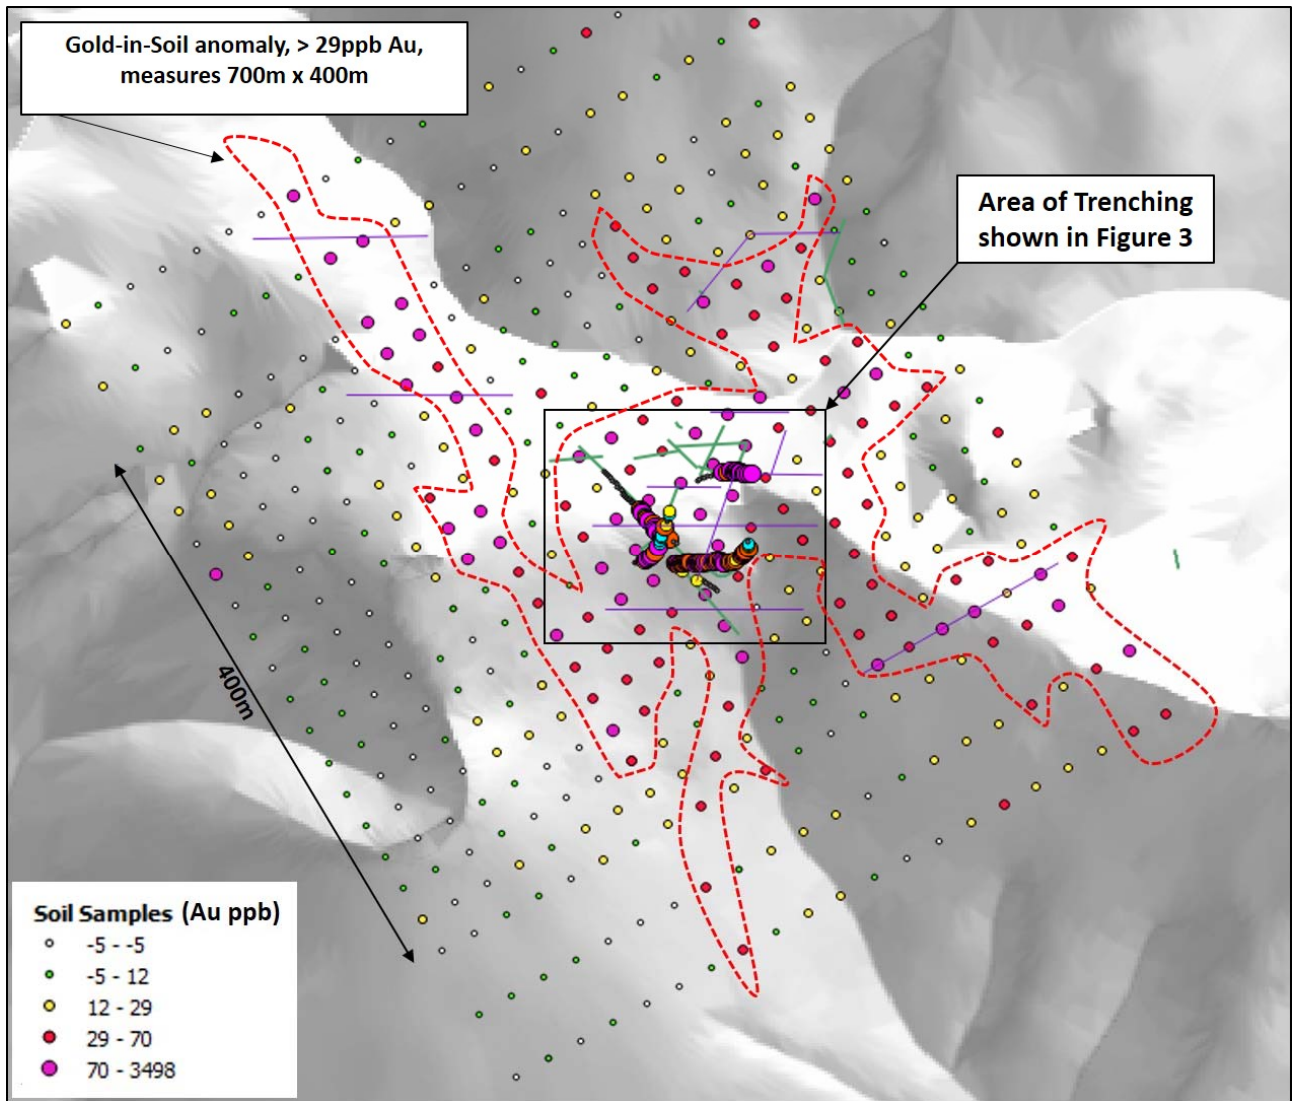 Gold-in-Soil anomaly, > 29ppb Au,
measures 700m x 400m
Area of Trenching
shown in Figure 3
400m
Soil Samples (Au ppb)
-5 - -5
-5 - 12
12 - 29
29 - 70
70 - 3498